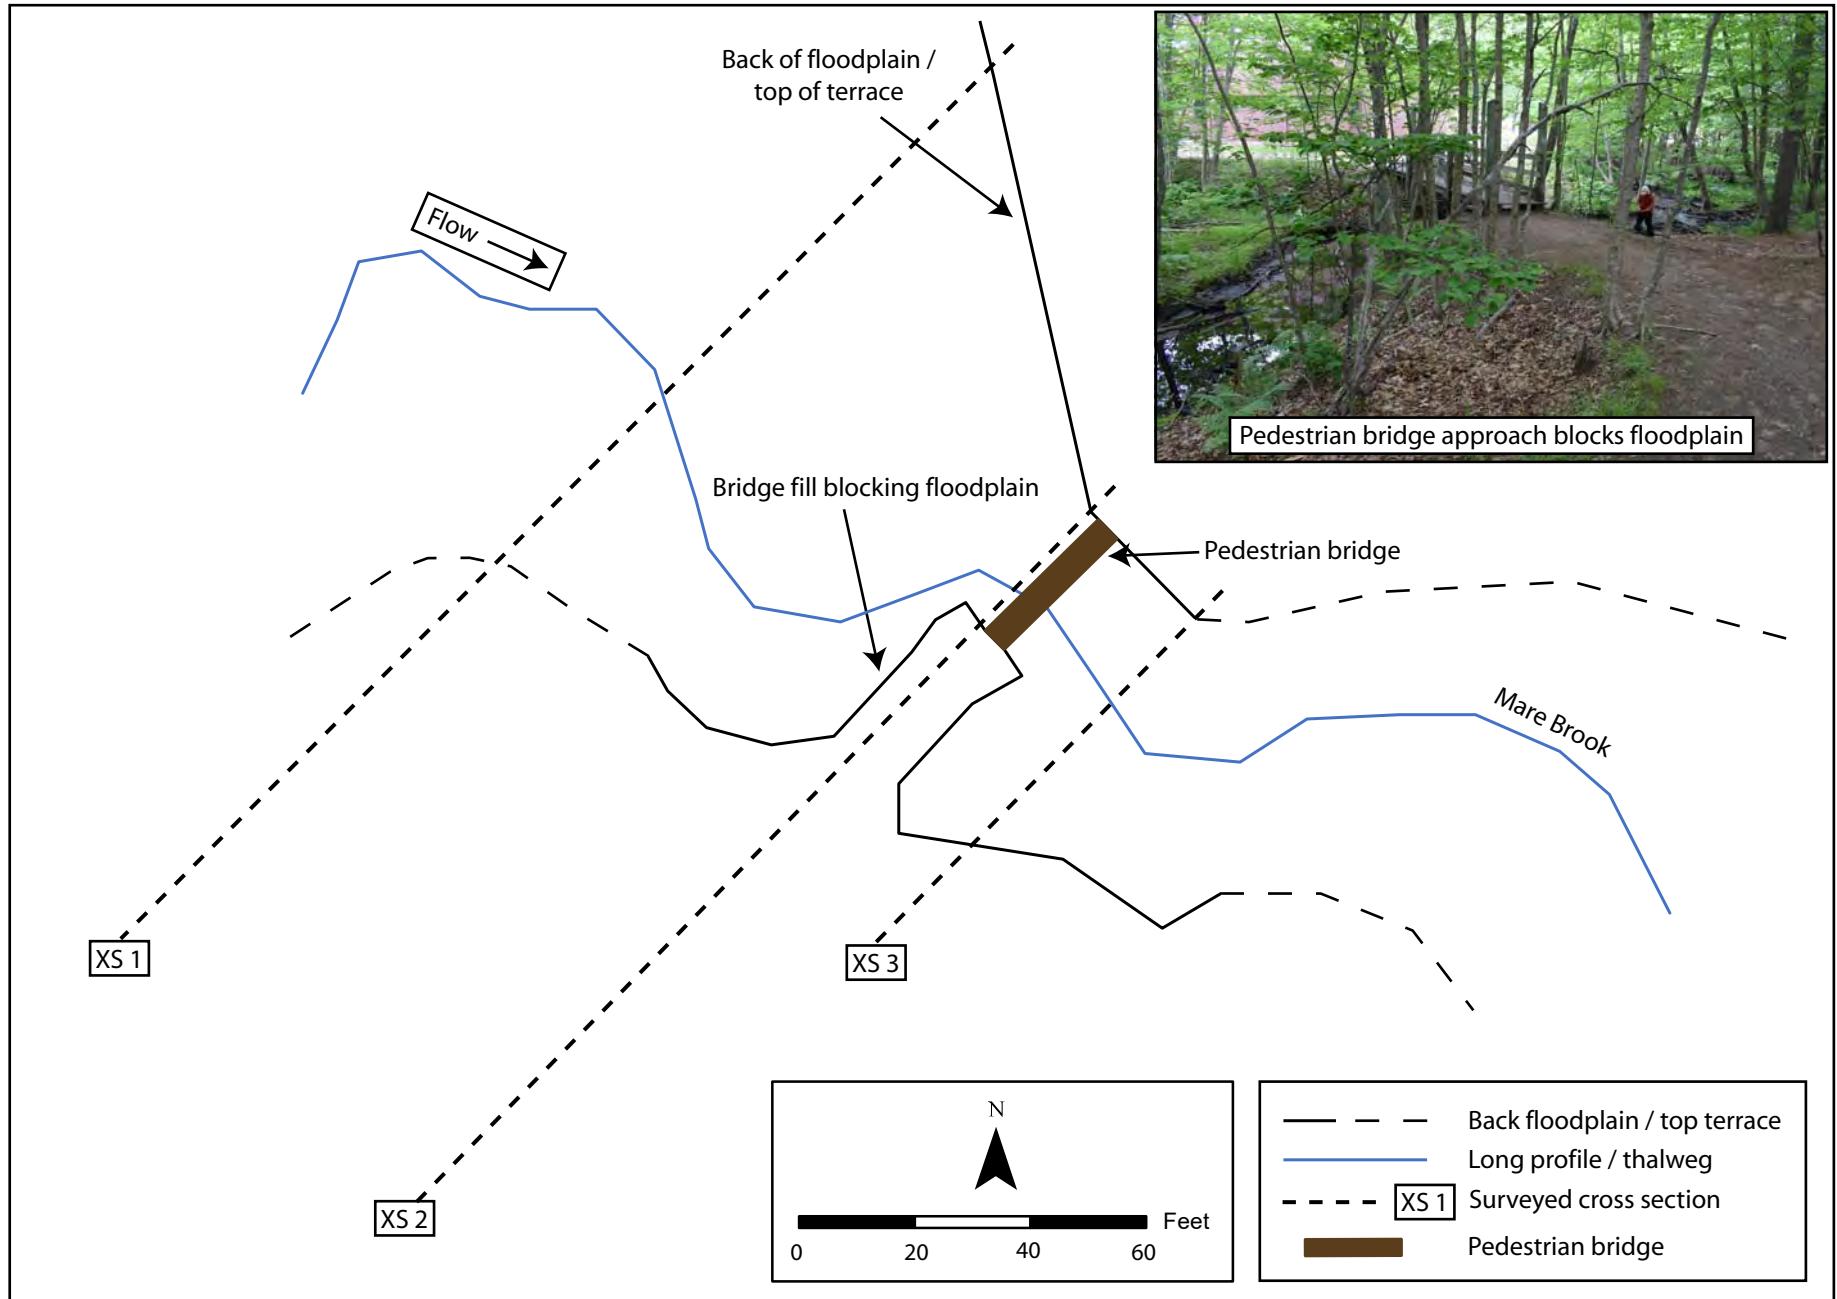 Back of floodplain /
top of terrace
Flow
Pedestrian bridge approach blocks floodplain
Bridge fill blocking floodplain
Pedestrian bridge
Mare Brook
XS 1
XS 3
XS 2
N
Feet
0 20 40 60
Back floodplain / top terrace
Long profile / thalweg
XS 1 Surveyed cross section
Pedestrian bridge